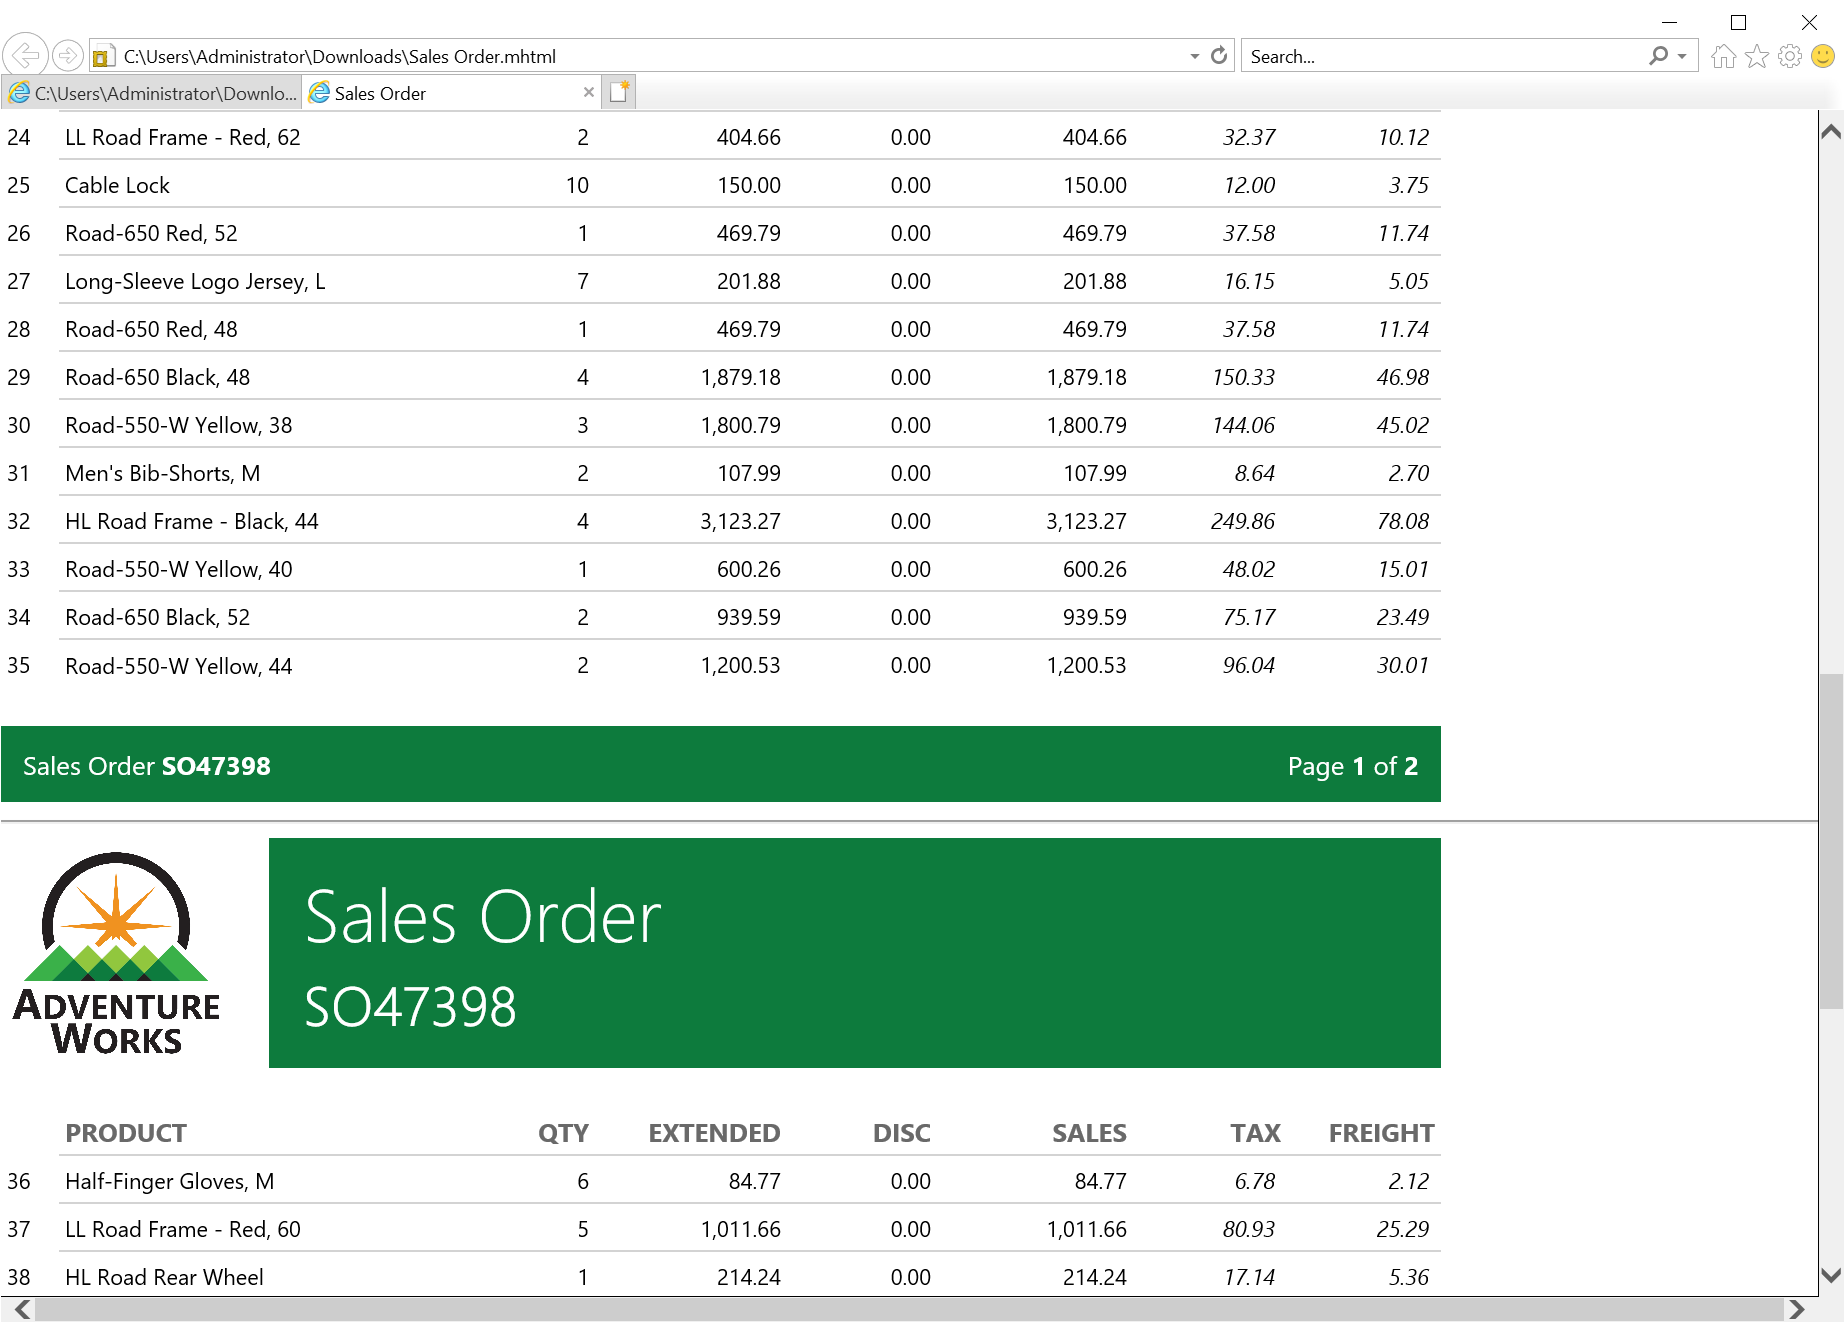 C:\Users\Administrator\Downloads\Sales Order.mhtml
Search...
C:\Users\Administrator\Downlo...
Sales Order
24 LL Road Frame - Red, 62 2 404.66 0.00 404.66 32.37 10.12
25 Cable Lock 10 150.00 0.00 150.00 12.00 3.75
26 Road-650 Red, 52 1 469.79 0.00 469.79 37.58 11.74
27 Long-Sleeve Logo Jersey, L 7 201.88 0.00 201.88 16.15 5.05
28 Road-650 Red, 48 1 469.79 0.00 469.79 37.58 11.74
29 Road-650 Black, 48 4 1,879.18 0.00 1,879.18 150.33 46.98
30 Road-550-W Yellow, 38 3 1,800.79 0.00 1,800.79 144.06 45.02
31 Men's Bib-Shorts, M 2 107.99 0.00 107.99 8.64 2.70
32 HL Road Frame - Black, 44 4 3,123.27 0.00 3,123.27 249.86 78.08
33 Road-550-W Yellow, 40 1 600.26 0.00 600.26 48.02 15.01
34 Road-650 Black, 52 2 939.59 0.00 939.59 75.17 23.49
35 Road-550-W Yellow, 44 2 1,200.53 0.00 1,200.53 96.04 30.01
Sales Order SO47398 Page 1 of 2
ADVENTURE
WORKS
Sales Order
SO47398
PRODUCT QTY EXTENDED DISC SALES TAX FREIGHT
36 Half-Finger Gloves, M 6 84.77 0.00 84.77 6.78 2.12
37 LL Road Frame - Red, 60 5 1,011.66 0.00 1,011.66 80.93 25.29
38 HL Road Rear Wheel 1 214.24 0.00 214.24 17.14 5.36